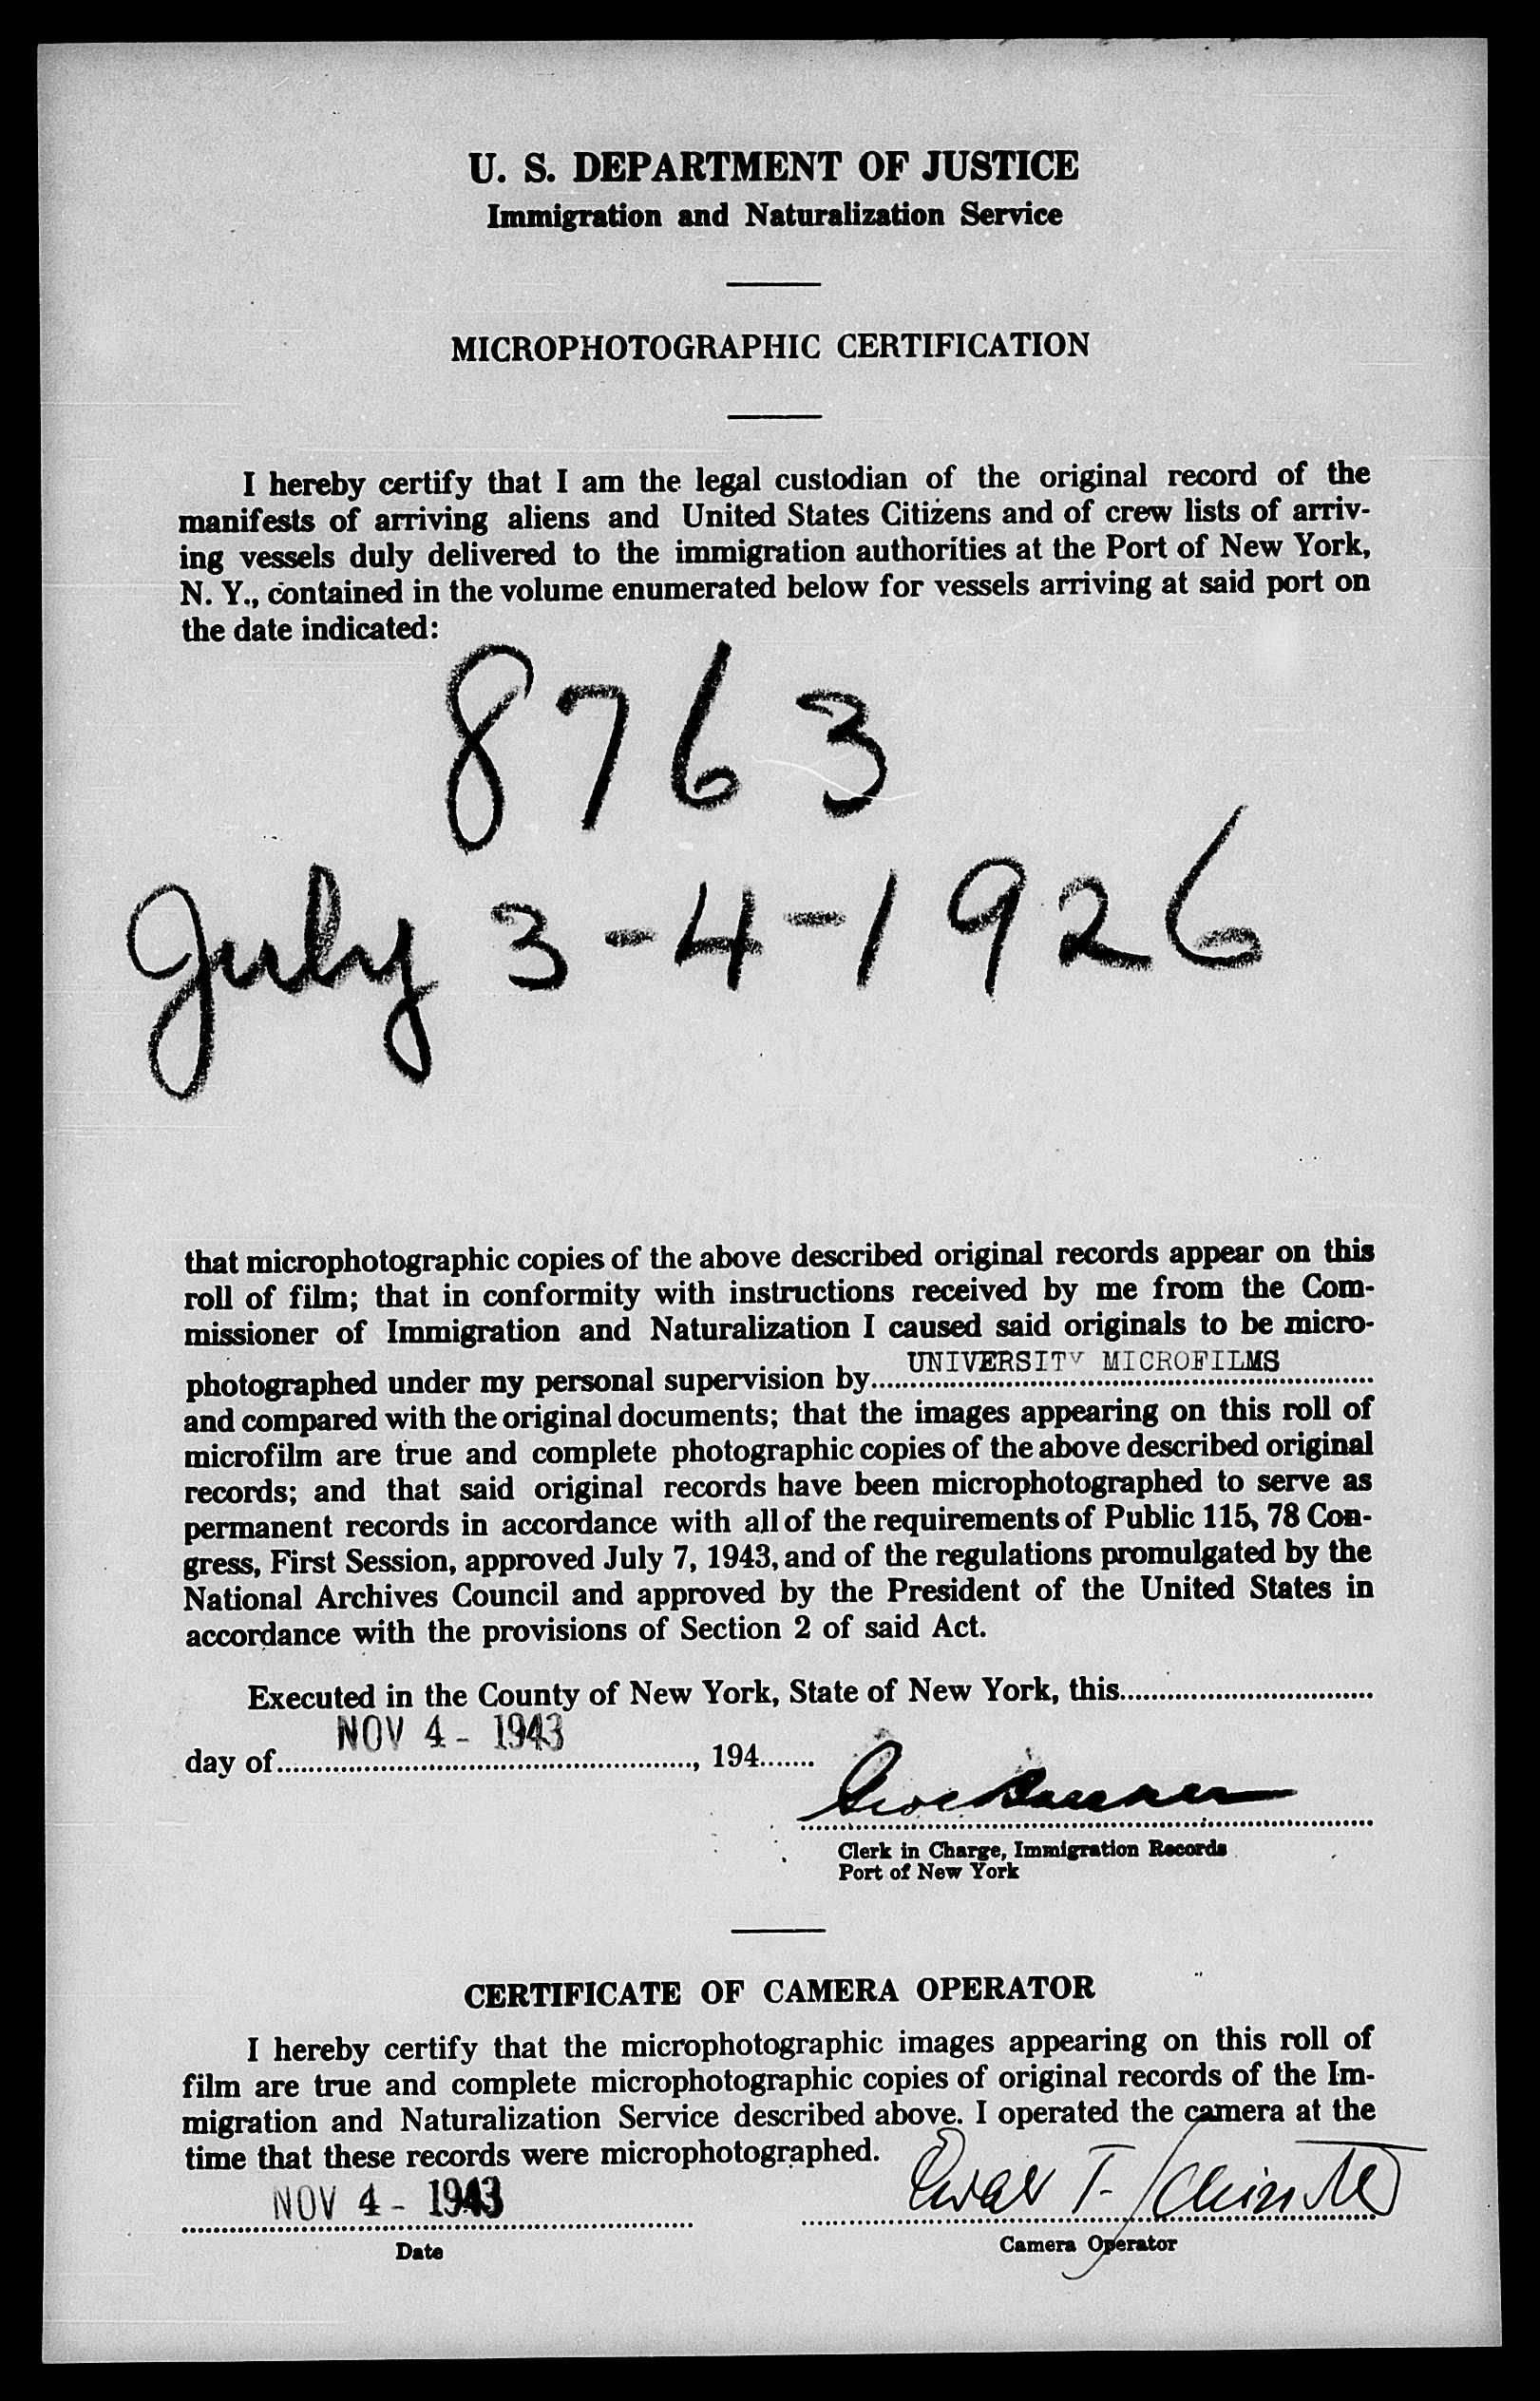 U. S. DEPARTMENT OF JUSTICE
Immigration and Naturalization Service
MICROPHOTOGRAPHIC CERTIFICATION
I hereby certify that I am the legal custodian of the original record of the
manifests of arriving aliens and United States Citizens and of crew lists of arriv-
ing vessels duly delivered to the immigration authorities at the Port of New York,
N. Y., contained in the volume enumerated below for vessels arriving at said port on
the date indicated:
8763
July 3-4-1926
that microphotographic copies of the above described original records appear on this
roll of film; that in conformity with instructions received by me from the Com-
missioner of Immigration and Naturalization I caused said originals to be micro-
photographed under my personal supervision by UNIVERSITY MICROFILMS
and compared with the original documents; that the images appearing on this roll of
microfilm are true and complete photographic copies of the above described original
records; and that said original records have been microphotographed to serve as
permanent records in accordance with all of the requirements of Public 115, 78 Con-
gress, First Session, approved July 7, 1943, and of the regulations promulgated by the
National Archives Council and approved by the President of the United States in
accordance with the provisions of Section 2 of said Act.
Executed in the County of New York, State of New York, this
day of NOV 4 - 1943, 194
Clerk in Charge, Immigration Records
Port of New York
CERTIFICATE OF CAMERA OPERATOR
I hereby certify that the microphotographic images appearing on this roll of
film are true and complete microphotographic copies of original records of the Im-
migration and Naturalization Service described above. I operated the camera at the
time that these records were microphotographed.
NOV 4 - 1943
Date
Camera Operator